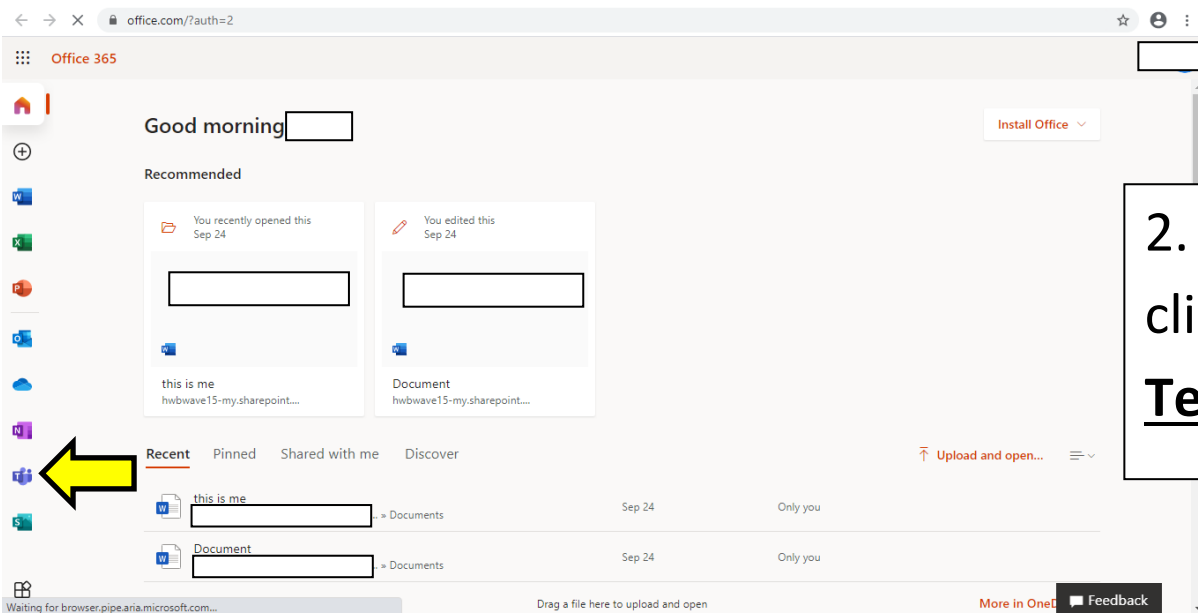 office.com/?auth=2
Office 365
Good morning
Install Office
Recommended
You recently opened this
Sep 24
You edited this
Sep 24
this is me
hwbwave15-my.sharepoint....
Document
hwbwave15-my.sharepoint....
2.
cli
Te
Recent Pinned Shared with me Discover
Upload and open...
this is me
... » Documents
Sep 24
Only you
Document
... » Documents
Sep 24
Only you
Waiting for browser.pipe.aria.microsoft.com...
Drag a file here to upload and open
More in OneD
Feedback